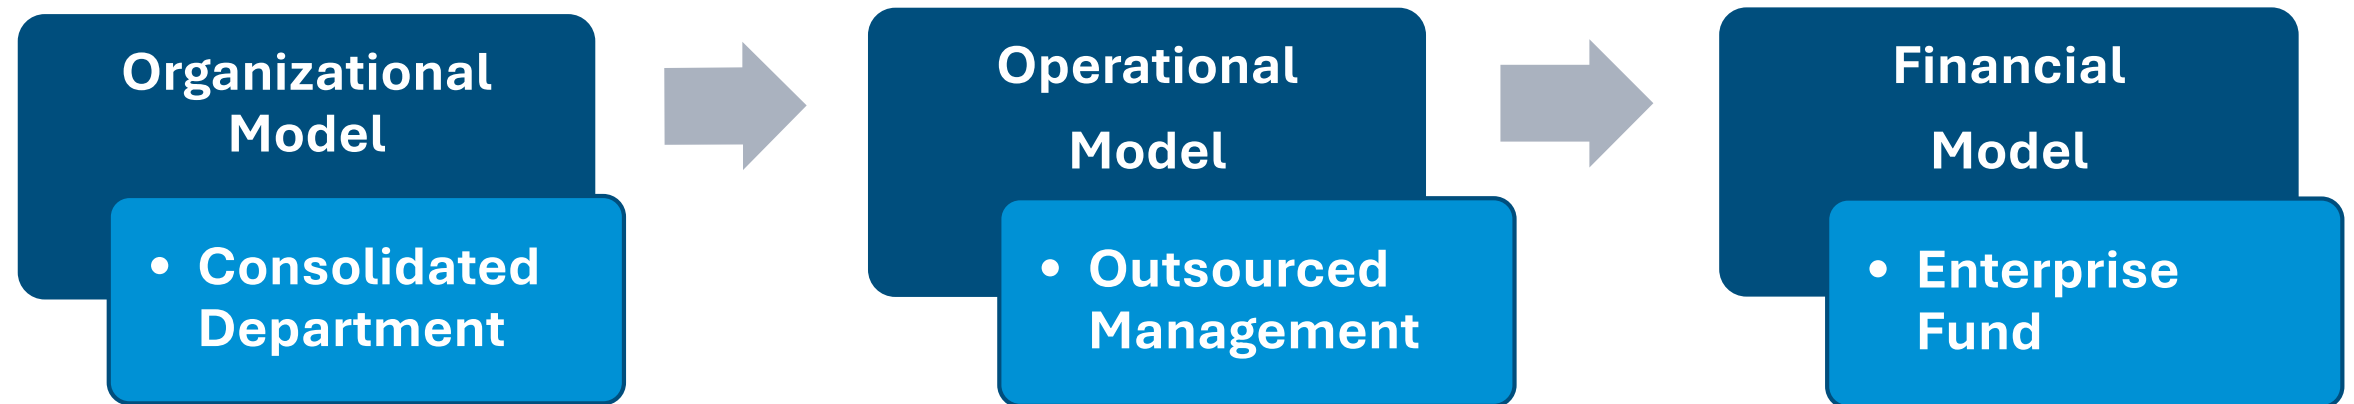 Organizational
Model
• Consolidated
Department
Operational
Model
• Outsourced
Management
Financial
Model
• Enterprise
Fund